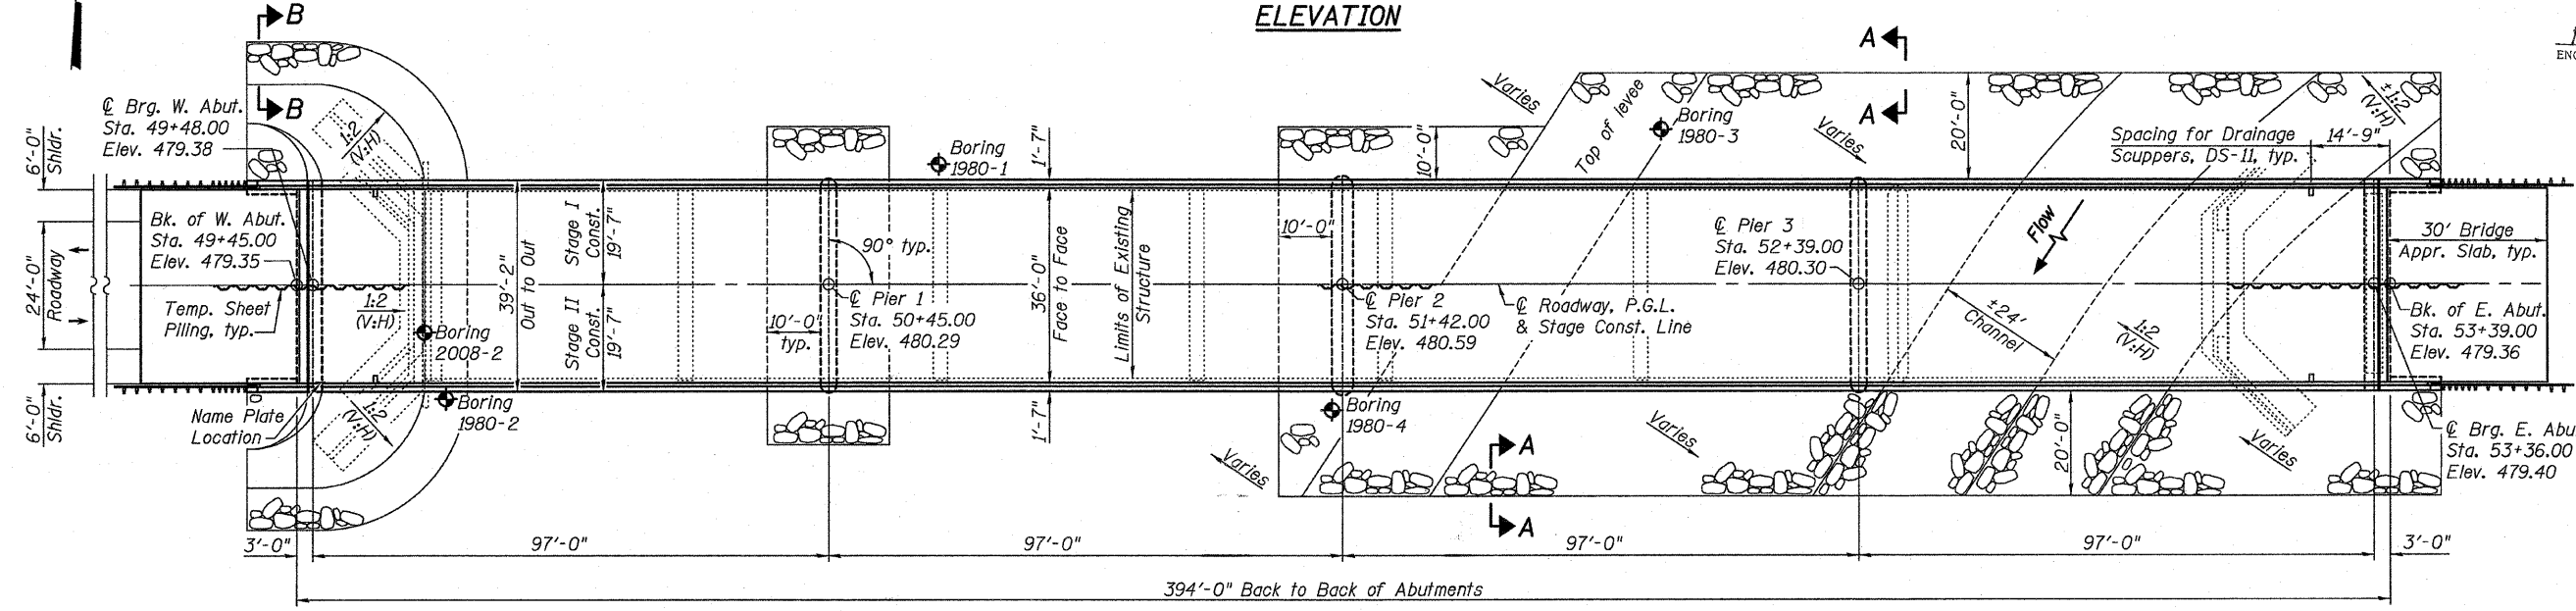 ELEVATION
B
B
℄ Brg. W. Abut.
Sta. 49+48.00
Elev. 479.38
6'-0"
Shldr.
1:2
(V:H)
Boring
1980-1
1'-7"
Varies
Top of levee
Boring
1980-3
Varies
A
A
20'-0"
±1:2
(V:H)
Spacing for Drainage
Scuppers, DS-11, typ.
14'-9"
10'-0"
Bk. of W. Abut.
Sta. 49+45.00
Elev. 479.35
24'-0"
Roadway
Temp. Sheet
Piling, typ.
1:2
(V:H)
Boring
2008-2
39'-2"
Out to Out
Stage I
Const.
19'-7"
Stage II
Const.
19'-7"
90° typ.
℄ Pier 1
Sta. 50+45.00
Elev. 480.29
10'-0"
typ.
36'-0"
Face to Face
Limits of Existing
Structure
10'-0"
℄ Pier 2
Sta. 51+42.00
Elev. 480.59
℄ Roadway, P.G.L.
& Stage Const. Line
℄ Pier 3
Sta. 52+39.00
Elev. 480.30
Flow
±24'
Channel
1:2
(V:H)
30' Bridge
Appr. Slab, typ.
Bk. of E. Abut.
Sta. 53+39.00
Elev. 479.36
6'-0"
Shldr.
Name Plate
Location
1:2
(V:H)
Boring
1980-2
1'-7"
Boring
1980-4
Varies
A
A
Varies
20'-0"
Varies
℄ Brg. E. Abu
Sta. 53+36.00
Elev. 479.40
3'-0"
97'-0"
97'-0"
97'-0"
97'-0"
3'-0"
394'-0" Back to Back of Abutments